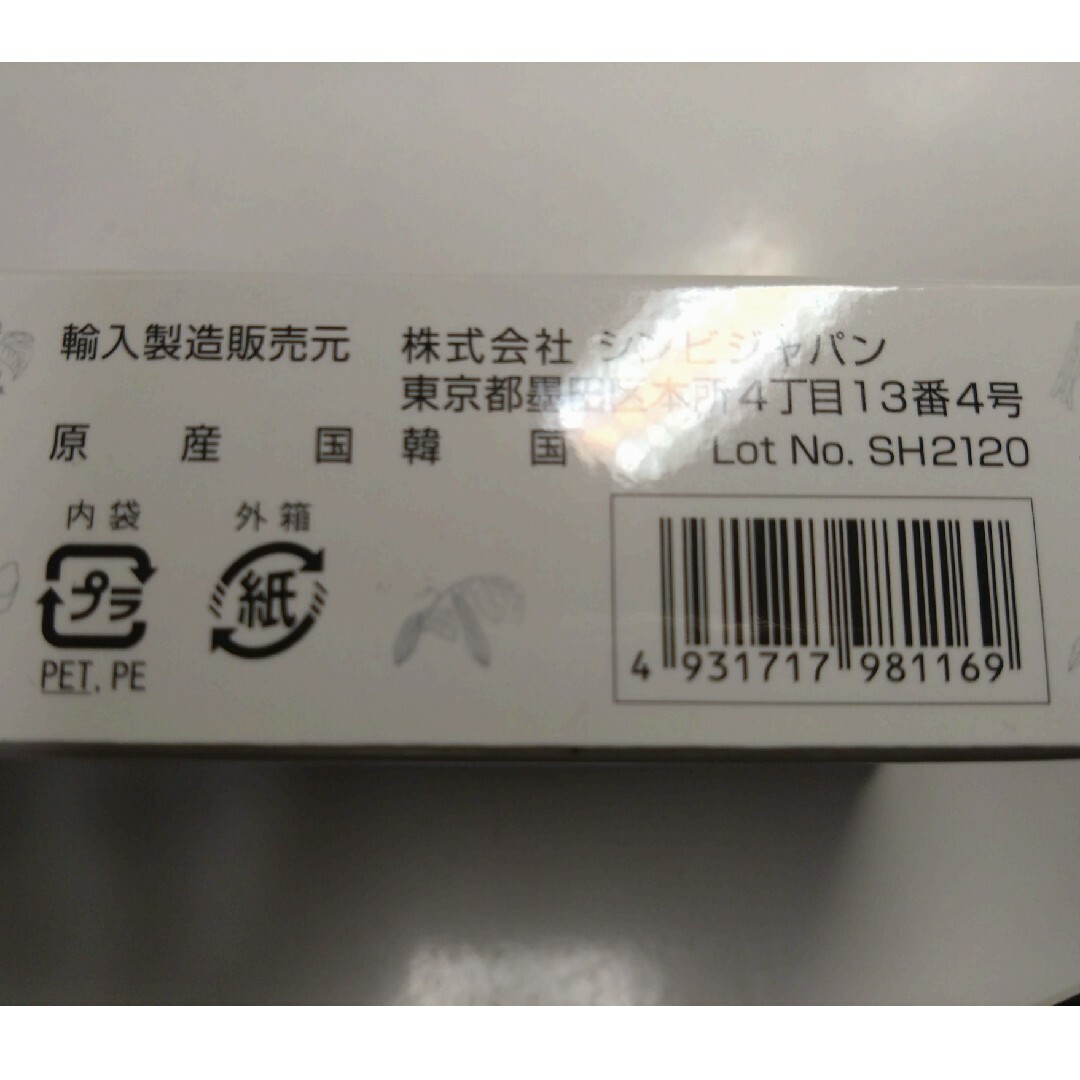 輸入製造販売元 株式会社 シンビジャパン
東京都墨田区本所4丁目13番4号
原産国 韓国 Lot No. SH2120
内袋 外箱
プラ 紙
PET, PE
4 931717 981169